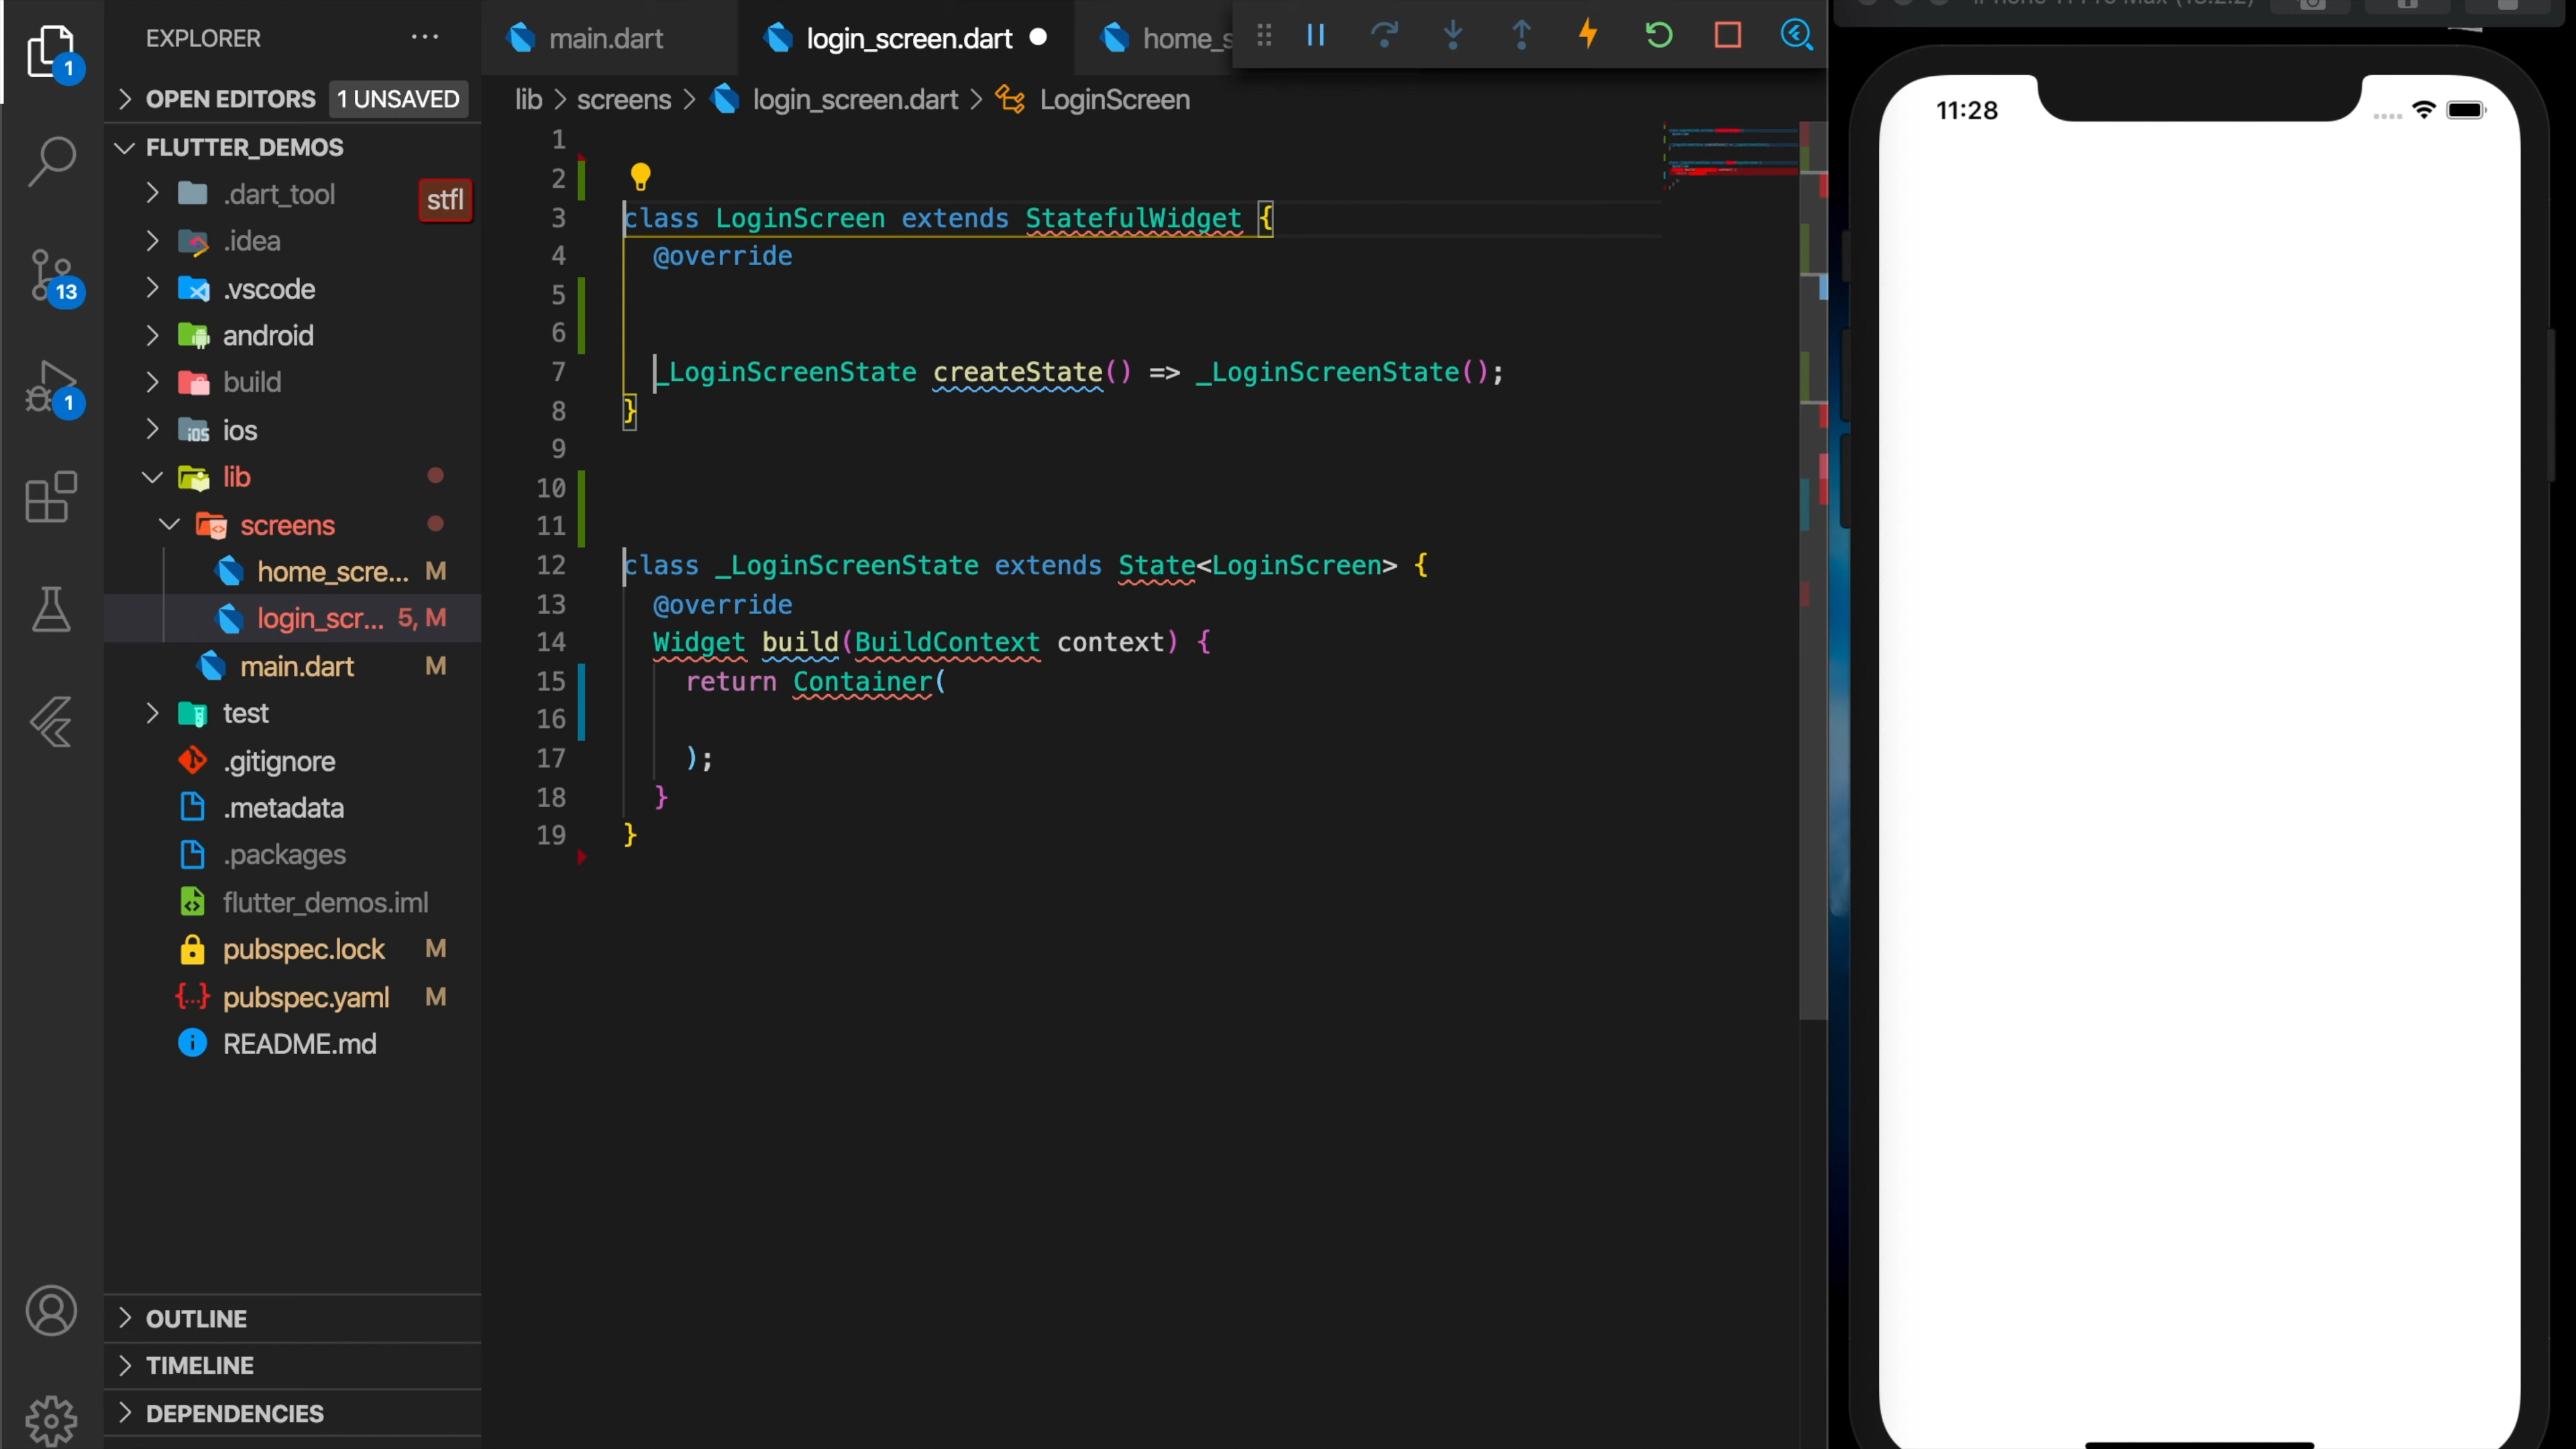 EXPLORER
OPEN EDITORS 1 UNSAVED
FLUTTER_DEMOS
.dart_tool
stfl
.idea
.vscode
android
build
ios
lib
screens
home_scre... M
login_scr... 5, M
main.dart M
test
.gitignore
.metadata
.packages
flutter_demos.iml
pubspec.lock M
pubspec.yaml M
README.md
OUTLINE
TIMELINE
DEPENDENCIES
1
13
1
main.dart login_screen.dart home_s
lib > screens > login_screen.dart > LoginScreen
1
2
3 class LoginScreen extends StatefulWidget {
4 @override
5
6
7 _LoginScreenState createState() => _LoginScreenState();
8 }
9
10
11
12 class _LoginScreenState extends State<LoginScreen> {
13 @override
14 Widget build(BuildContext context) {
15 return Container(
16
17 );
18 }
19 }
11:28